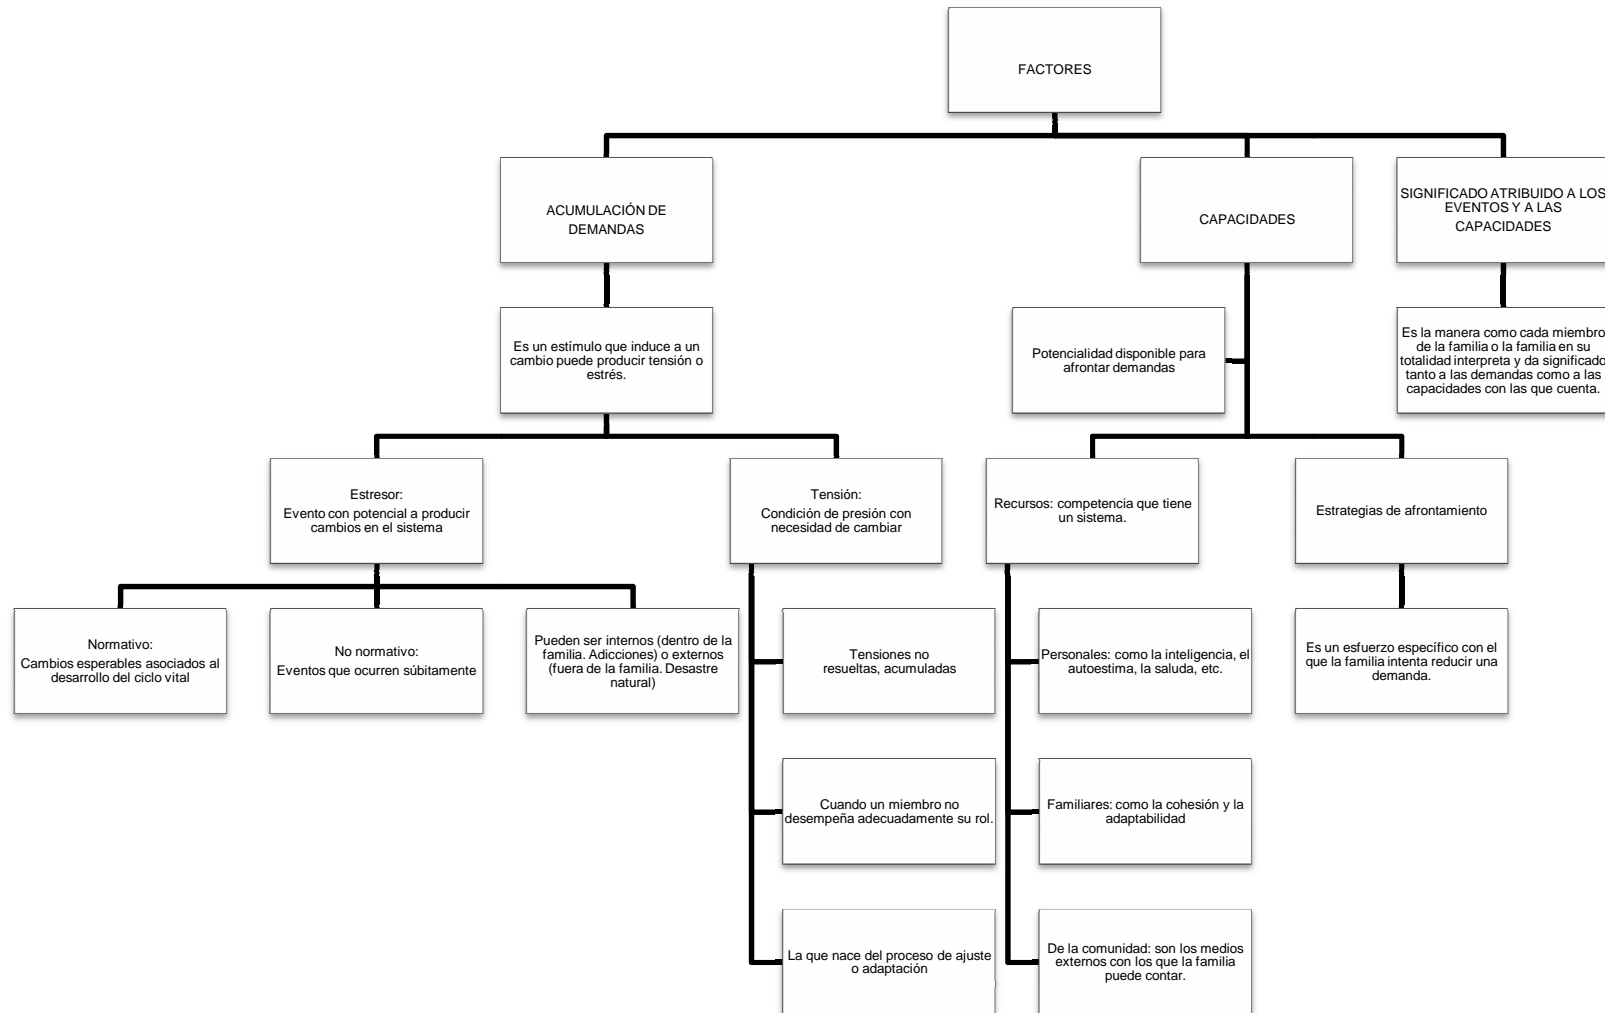 FACTORES
ACUMULACIÓN DE
DEMANDAS
CAPACIDADES
SIGNIFICADO ATRIBUIDO A LOS
EVENTOS Y A LAS
CAPACIDADES
Es un estímulo que induce a un
cambio puede producir tensión o
estrés.
Potencialidad disponible para
afrontar demandas
Es la manera como cada miembro
de la familia o la familia en su
totalidad interpreta y da significado
tanto a las demandas como a las
capacidades con las que cuenta.
Estresor:
Evento con potencial a producir
cambios en el sistema
Tensión:
Condición de presión con
necesidad de cambiar
Recursos: competencia que tiene
un sistema.
Estrategias de afrontamiento
Normativo:
Cambios esperables asociados al
desarrollo del ciclo vital
No normativo:
Eventos que ocurren súbitamente
Pueden ser internos (dentro de la
familia. Adicciones) o externos
(fuera de la familia. Desastre
natural)
Tensiones no
resueltas, acumuladas
Personales: como la inteligencia, el
autoestima, la saluda, etc.
Es un esfuerzo específico con el
que la familia intenta reducir una
demanda.
Cuando un miembro no
desempeña adecuadamente su rol.
Familiares: como la cohesión y la
adaptabilidad
La que nace del proceso de ajuste
o adaptación
De la comunidad: son los medios
externos con los que la familia
puede contar.